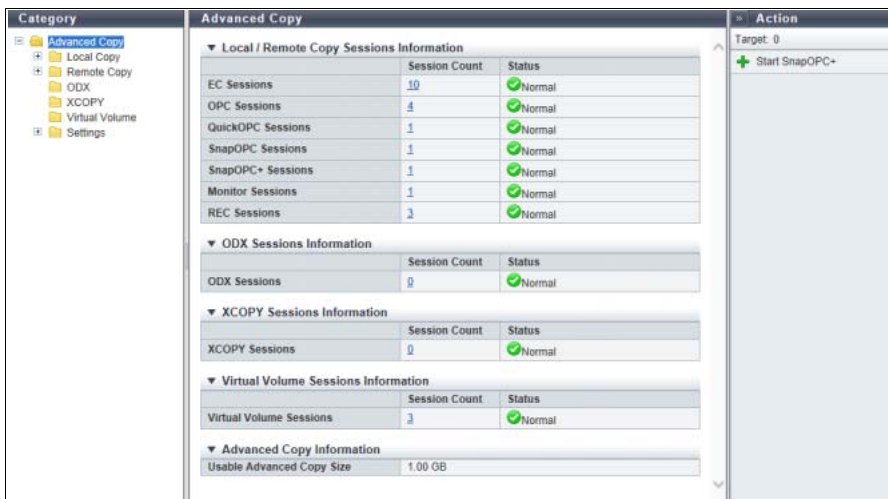 Category
Advanced Copy
Local Copy
Remote Copy
ODX
XCOPY
Virtual Volume
Settings
Advanced Copy
▼ Local / Remote Copy Sessions Information
Session Count Status
EC Sessions 10 Normal
OPC Sessions 4 Normal
QuickOPC Sessions 1 Normal
SnapOPC Sessions 1 Normal
SnapOPC+ Sessions 1 Normal
Monitor Sessions 1 Normal
REC Sessions 3 Normal
▼ ODX Sessions Information
Session Count Status
ODX Sessions 0 Normal
▼ XCOPY Sessions Information
Session Count Status
XCOPY Sessions 0 Normal
▼ Virtual Volume Sessions Information
Session Count Status
Virtual Volume Sessions 3 Normal
▼ Advanced Copy Information
Usable Advanced Copy Size 1.00 GB
» Action
Target: 0
Start SnapOPC+